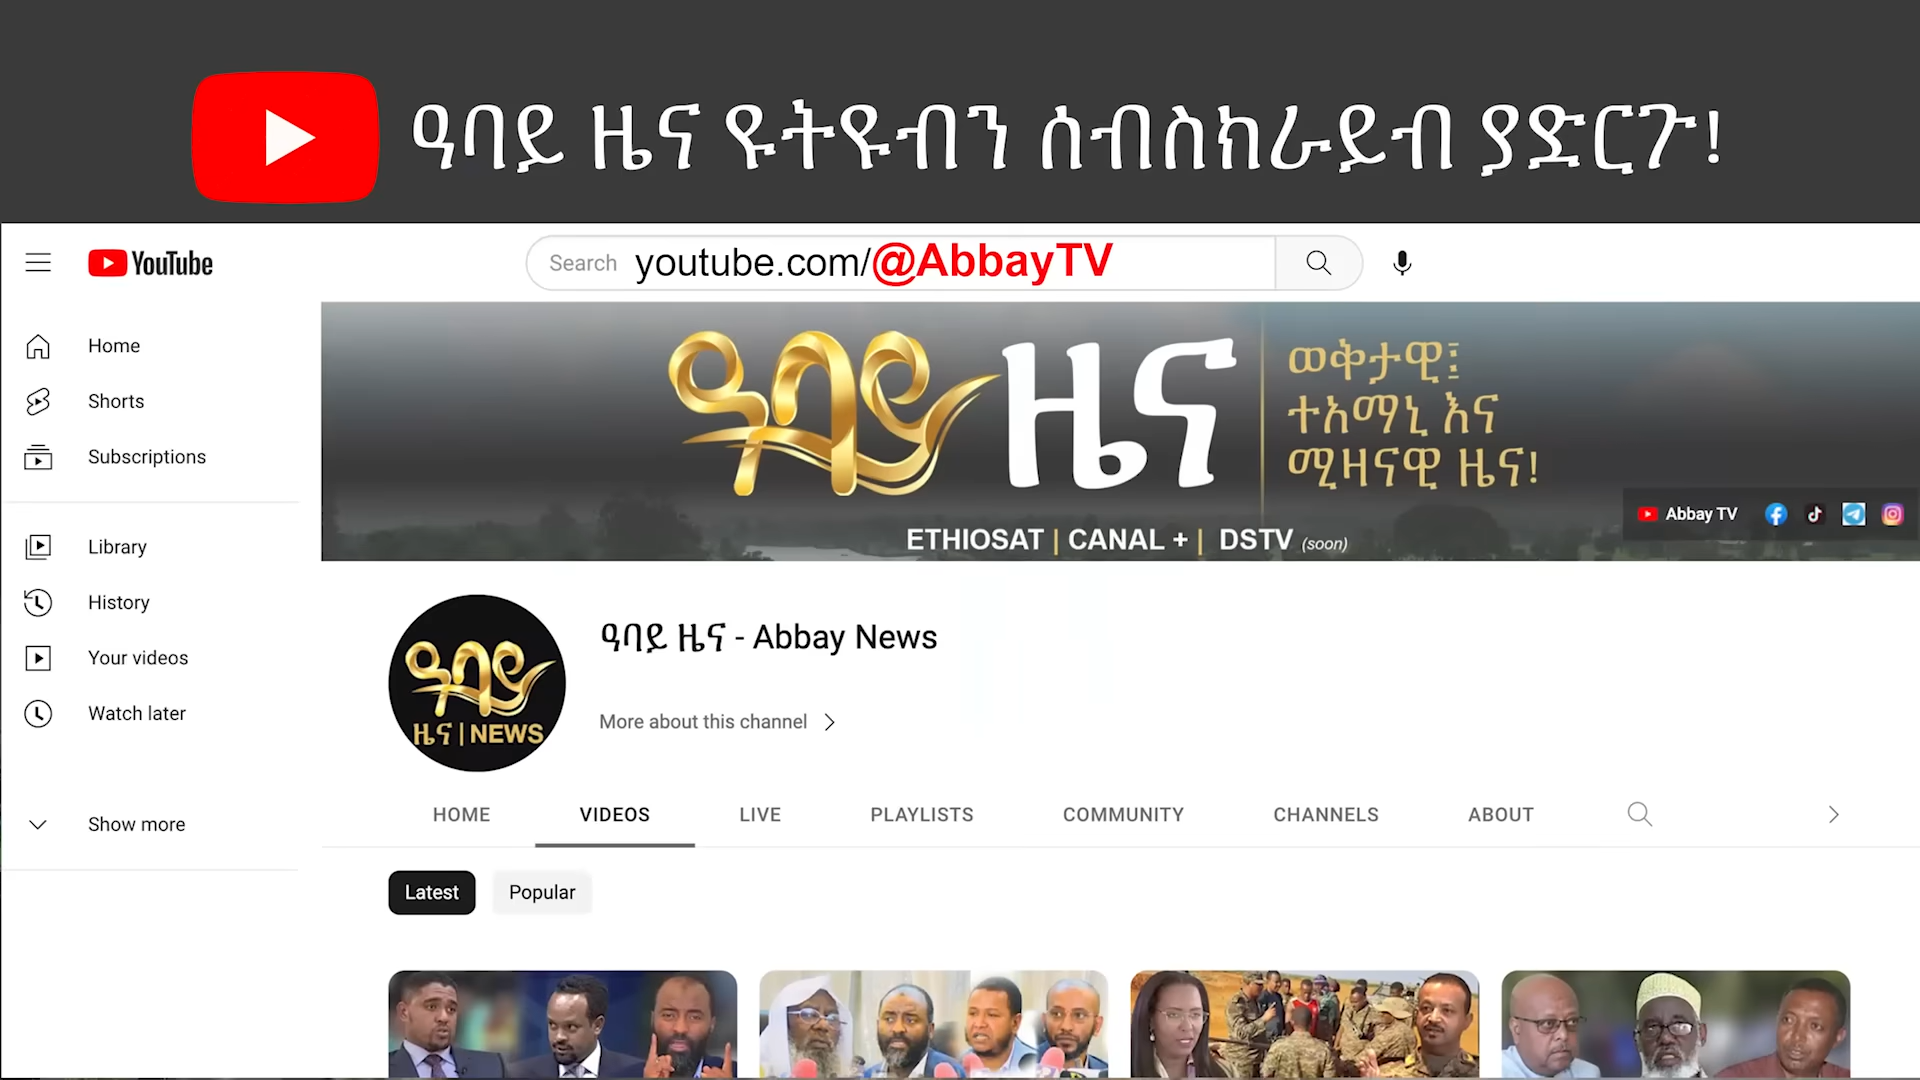 ዓባይ ዜና ዩትዩብን ሰብስክራይብ ያድርጉ!
YouTube
Search youtube.com/@AbbayTV
Home
Shorts
Subscriptions
Library
History
Your videos
Watch later
Show more
ዓባይ ዜና
ወቅታዊ፤
ተአማኒ እና
ሚዛናዊ ዜና!
ETHIOSAT | CANAL + | DSTV (soon)
Abbay TV
ዓባይ
ዜና | NEWS
ዓባይ ዜና - Abbay News
More about this channel
HOME VIDEOS LIVE PLAYLISTS COMMUNITY CHANNELS ABOUT
Latest Popular